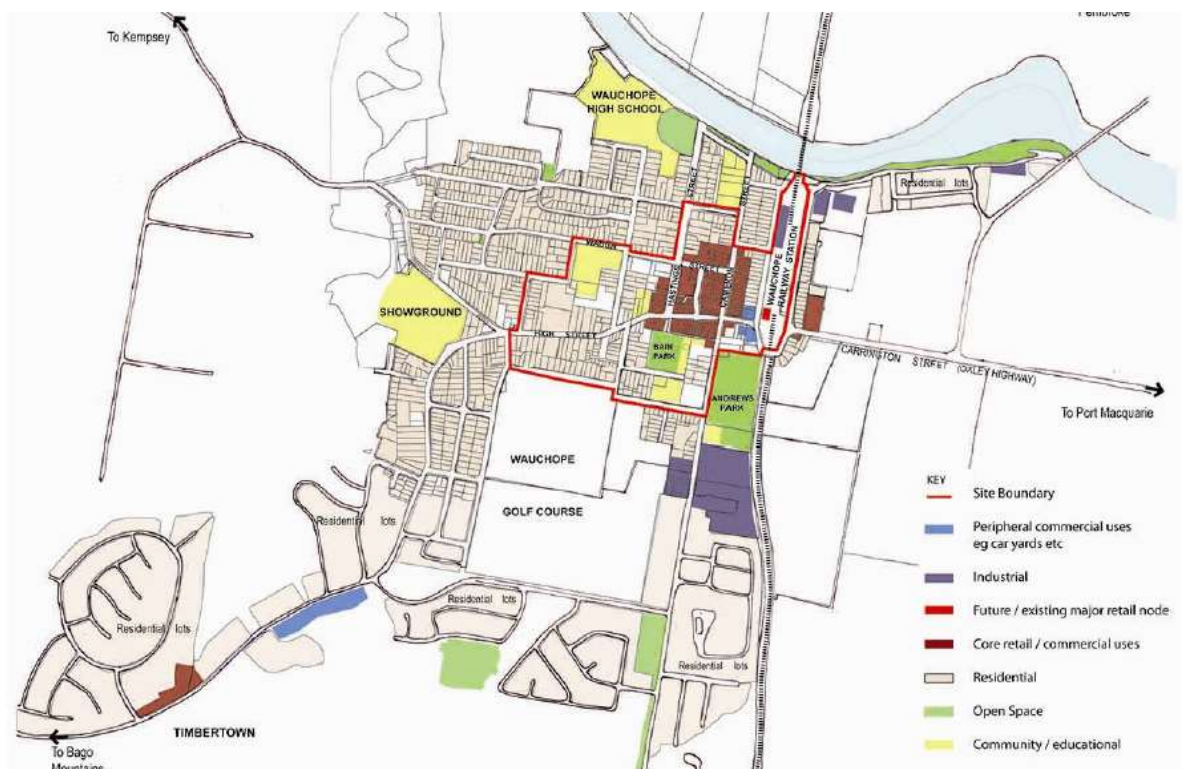 To Kempsey
Pembroke
WAUCHOPE
HIGH SCHOOL
Residential lots
STREET
STREET
WAUCHOPE
RAILWAY STATION
HASTINGS
STREET
CAMERON
SHOWGROUND
HIGH STREET
BAIN
PARK
CARRINGTON STREET (OXLEY HIGHWAY)
ANDREWS
PARK
To Port Macquarie
WAUCHOPE
GOLF COURSE
Residential lots
Residential lots
Residential lots
Residential lots
TIMBERTOWN
To Bago
Mountains
KEY
Site Boundary
Peripheral commercial uses
eg car yards etc
Industrial
Future / existing major retail node
Core retail / commercial uses
Residential
Open Space
Community / educational